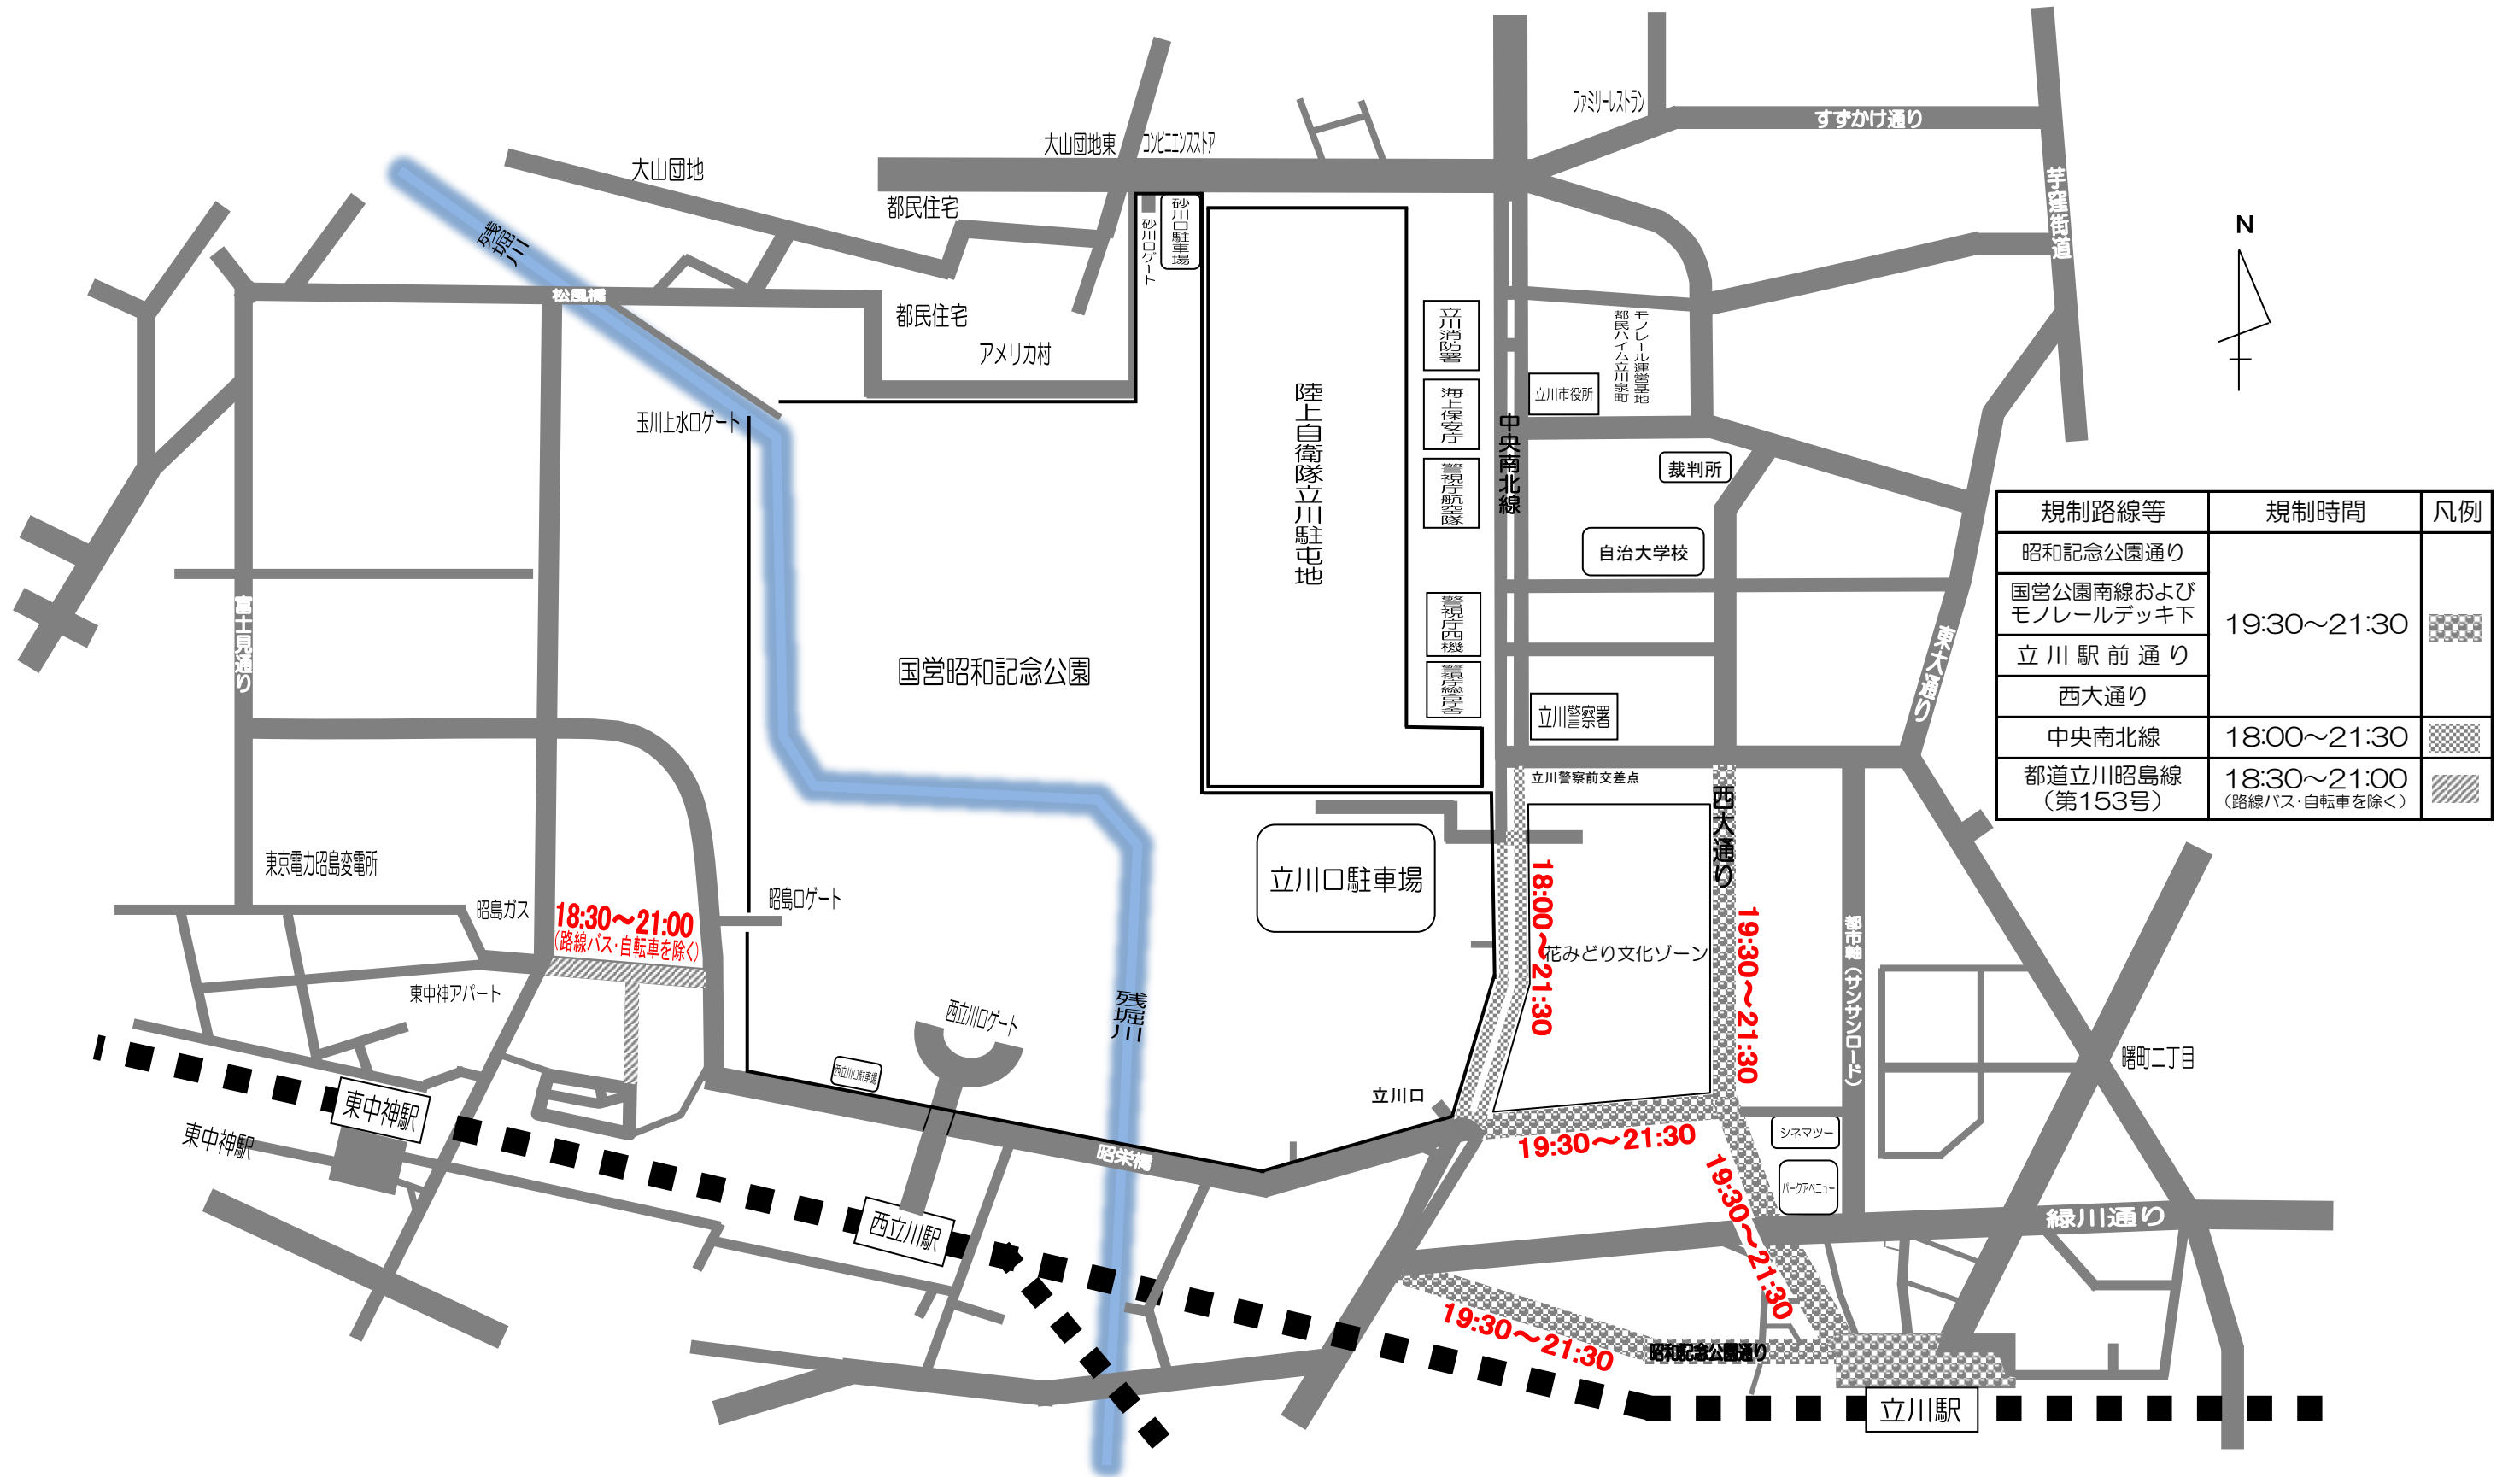 ファミリーレストラン
すずかけ通り
大山団地東
コンビニエンスストア
大山団地
都民住宅
砂川口駐車場
砂川口ゲート
芋窪街道
N
残堀川
松風橋
都民住宅
アメリカ村
立川消防署
都民ハイム立川泉町
モノレール運営基地
海上保安庁
立川市役所
陸上自衛隊立川駐屯地
中央南北線
玉川上水口ゲート
警視庁航空隊
裁判所
自治大学校
富士見通り
警視庁四機
東大通り
国営昭和記念公園
警視庁総合庁舎
立川警察署
立川警察前交差点
西大通り
規制路線等
規制時間
凡例
昭和記念公園通り
国営公園南線および
モノレールデッキ下
立川駅前通り
西大通り
19:30～21:30
中央南北線
18:00～21:30
都道立川昭島線
（第153号）
18:30～21:00
（路線バス・自転車を除く）
東京電力昭島変電所
立川口駐車場
18:00～21:30
昭島口ゲート
昭島ガス
18:30～21:00
（路線バス・自転車を除く）
花みどり文化ゾーン
19:30～21:30
都市軸（サンサンロード）
東中神アパート
残堀川
西立川口ゲート
西立川口駐車場
曙町二丁目
立川口
東中神駅
東中神駅
昭栄橋
19:30～21:30
シネマツー
パークアベニュー
19:30～21:30
緑川通り
西立川駅
19:30～21:30
昭和記念公園通り
立川駅